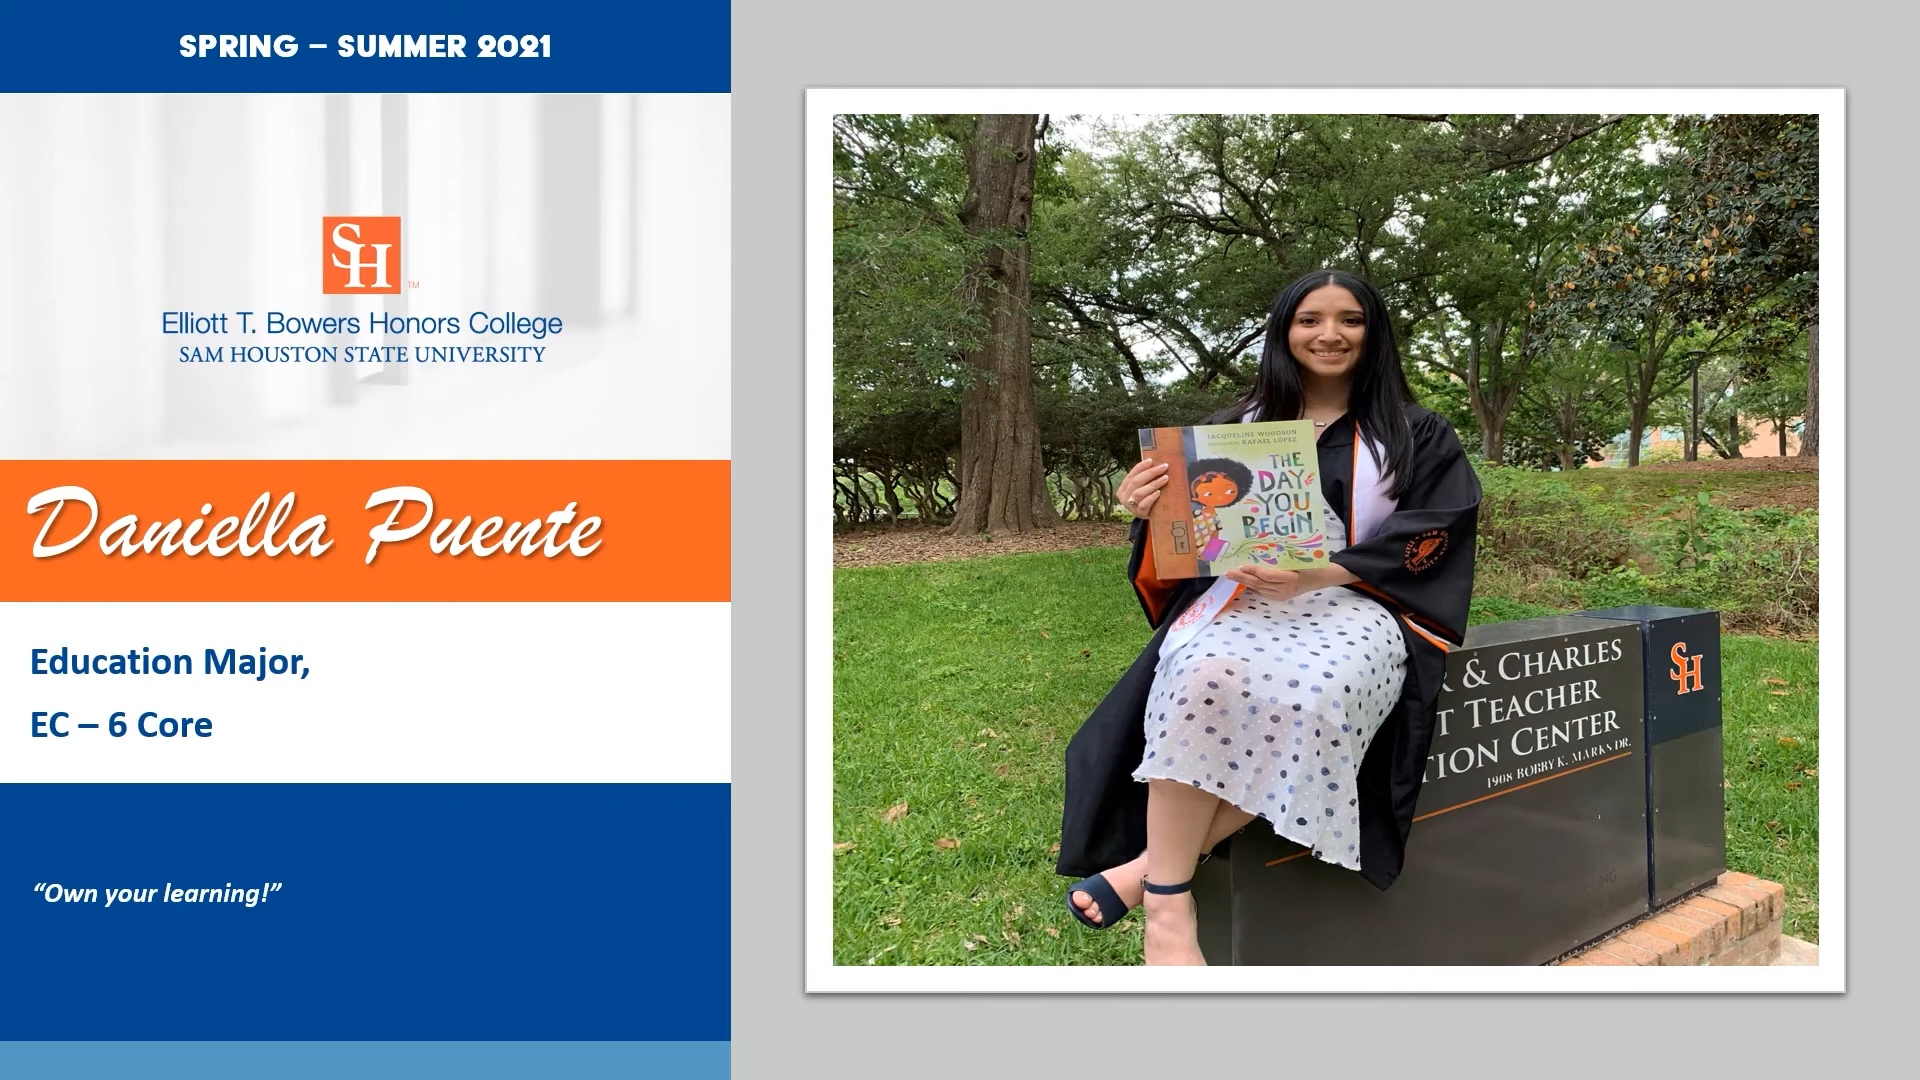 SPRING – SUMMER 2021
SH
TM
Elliott T. Bowers Honors College
SAM HOUSTON STATE UNIVERSITY
Daniella Puente
Education Major,
EC – 6 Core
“Own your learning!”
JACQUELINE WOODSON
RAFAEL LÓPEZ
THE
DAY
YOU
BEGIN
& CHARLES
T TEACHER
TION CENTER
1908 BOBBY K. MARKS DR.
SH